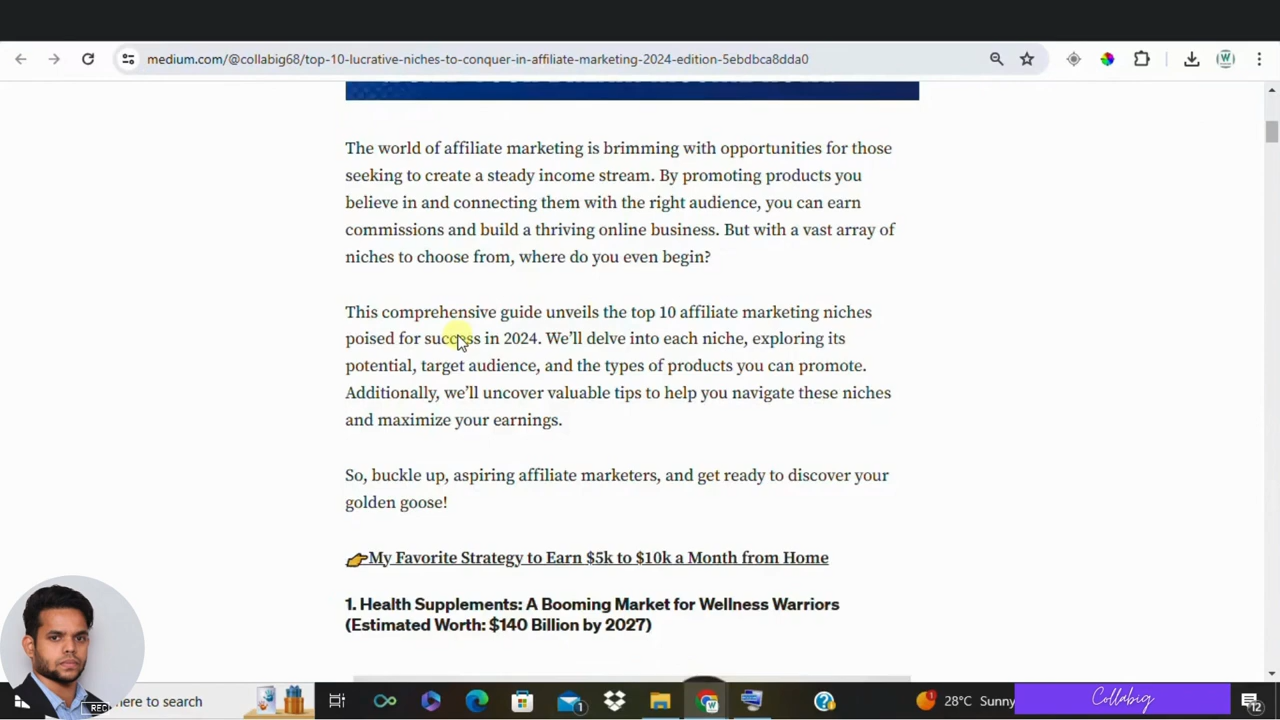 medium.com/@collabig68/top-10-lucrative-niches-to-conquer-in-affiliate-marketing-2024-edition-5ebdbca8dda0
The world of affiliate marketing is brimming with opportunities for those
seeking to create a steady income stream. By promoting products you
believe in and connecting them with the right audience, you can earn
commissions and build a thriving online business. But with a vast array of
niches to choose from, where do you even begin?
This comprehensive guide unveils the top 10 affiliate marketing niches
poised for success in 2024. We’ll delve into each niche, exploring its
potential, target audience, and the types of products you can promote.
Additionally, we’ll uncover valuable tips to help you navigate these niches
and maximize your earnings.
So, buckle up, aspiring affiliate marketers, and get ready to discover your
golden goose!
👉My Favorite Strategy to Earn $5k to $10k a Month from Home
1. Health Supplements: A Booming Market for Wellness Warriors
(Estimated Worth: $140 Billion by 2027)
REC
here to search
1
28°C Sunny
Collabig
12